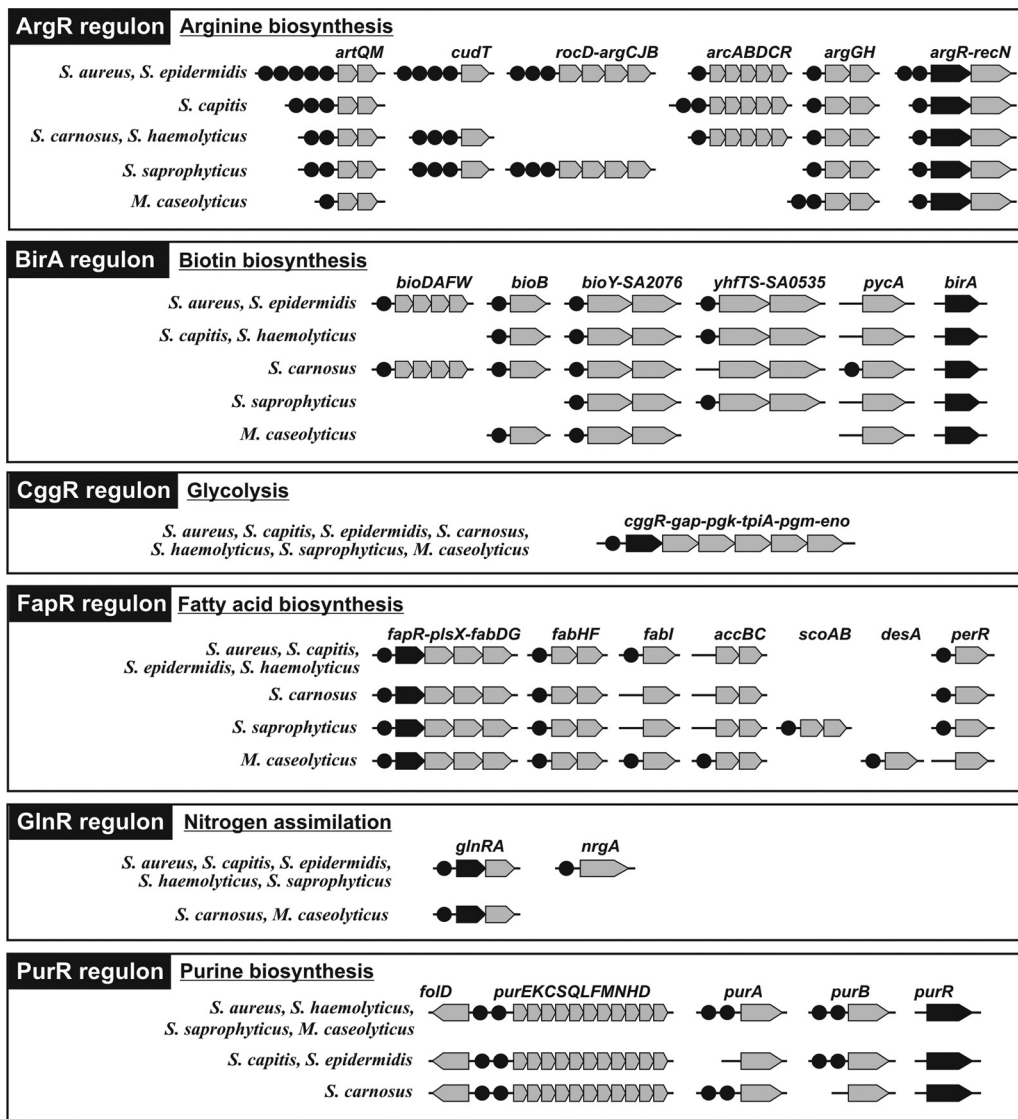 ArgR regulon Arginine biosynthesis
artQM cudT rocD-argCJB arcABDCR argGH argR-recN
S. aureus, S. epidermidis
S. capitis
S. carnosus, S. haemolyticus
S. saprophyticus
M. caseolyticus
BirA regulon Biotin biosynthesis
bioDAFW bioB bioY-SA2076 yhfTS-SA0535 pycA birA
S. aureus, S. epidermidis
S. capitis, S. haemolyticus
S. carnosus
S. saprophyticus
M. caseolyticus
CggR regulon Glycolysis
cggR-gap-pgk-tpiA-pgm-eno
S. aureus, S. capitis, S. epidermidis, S. carnosus,
S. haemolyticus, S. saprophyticus, M. caseolyticus
FapR regulon Fatty acid biosynthesis
fapR-plsX-fabDG fabHF fabI accBC scoAB desA perR
S. aureus, S. capitis,
S. epidermidis, S. haemolyticus
S. carnosus
S. saprophyticus
M. caseolyticus
GlnR regulon Nitrogen assimilation
glnRA nrgA
S. aureus, S. capitis, S. epidermidis,
S. haemolyticus, S. saprophyticus
S. carnosus, M. caseolyticus
PurR regulon Purine biosynthesis
folD purEKCSQLFMNHD purA purB purR
S. aureus, S. haemolyticus,
S. saprophyticus, M. caseolyticus
S. capitis, S. epidermidis
S. carnosus